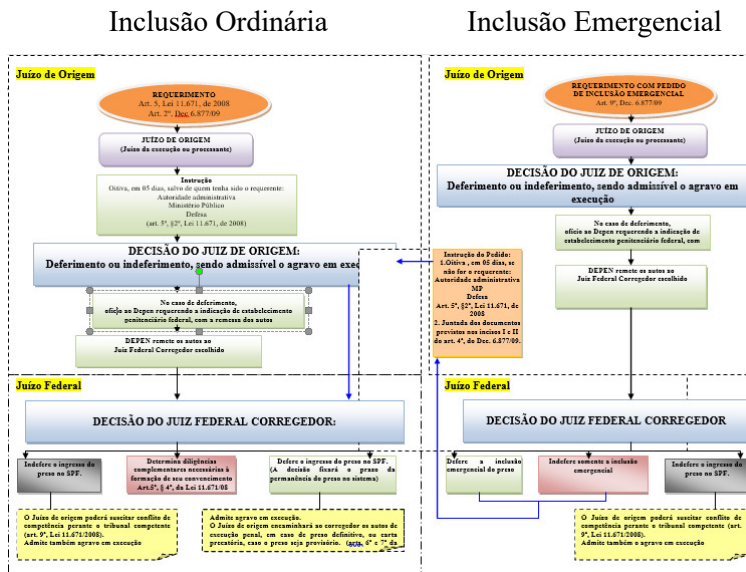 Inclusão Ordinária
Juízo de Origem
REQUERIMENTO
Art. 5, Lei 11.671, de 2008
Art. 2º, Dec 6.877/09
JUÍZO DE ORIGEM
(Juízo da execução ou processante)
Instrução
Oitiva, em 05 dias, salvo de quem tenha sido o requerente:
Autoridade administrativa
Ministério Público
Defesa
(art. 5º, §2º, Lei 11.671, de 2008)
DECISÃO DO JUIZ DE ORIGEM:
Deferimento ou indeferimento, sendo admissível o agravo em exec
No caso de deferimento,
ofício ao Depen requerendo a indicação de estabelecimento
penitenciário federal, com a remessa dos autos
DEPEN remete os autos ao
Juiz Federal Corregedor escolhido
Juízo Federal
DECISÃO DO JUIZ FEDERAL CORREGEDOR:
Indefere o ingresso do
preso no SPF.
Determina diligências
complementares necessárias à
formação de seu convencimento
Art.5º, § 4º, da Lei 11.671/08
Defere o ingresso do preso no SPF.
(A decisão fixará o prazo da
permanência do preso no sistema)
O Juízo de origem poderá suscitar conflito de
competência perante o tribunal competente
(art. 9º, Lei 11.671/2008).
Admite também agravo em execução
Admite agravo em execução.
O Juízo de origem encaminhará ao corregedor os autos de
execução penal, em caso de preso definitivo, ou carta
precatória, caso o preso seja provisório. (arts. 6º e 7º da
Inclusão Emergencial
Juízo de Origem
REQUERIMENTO COM PEDIDO
DE INCLUSÃO EMERGENCIAL
Art. 9º, Dec. 6.877/09
JUÍZO DE ORIGEM
(Juízo da execução ou processante)
DECISÃO DO JUIZ DE ORIGEM:
Deferimento ou indeferimento, sendo admissível o agravo em
execução
No caso de deferimento,
ofício ao Depen requerendo a indicação de
estabelecimento penitenciário federal, com
DEPEN remete os autos ao
Juiz Federal Corregedor escolhido
Instrução do Pedido:
1.Oitiva , em 05 dias, se
não for o requerente:
Autoridade administrativa
MP
Defesa
Art. 5º, §2º, Lei 11.671, de
2008
2. Juntada dos documentos
previstos nos incisos I e II
do art. 4º, do Dec. 6.877/09.
Juízo Federal
DECISÃO DO JUIZ FEDERAL CORREGEDOR
Defere a inclusão
emergencial do preso
Indefere somente a inclusão
emergencial
Indefere o ingresso do
preso no SPF.
O Juízo de origem poderá suscitar conflito de
competência perante o tribunal competente (art.
9º, Lei 11.671/2008).
Admite também o agravo em execução